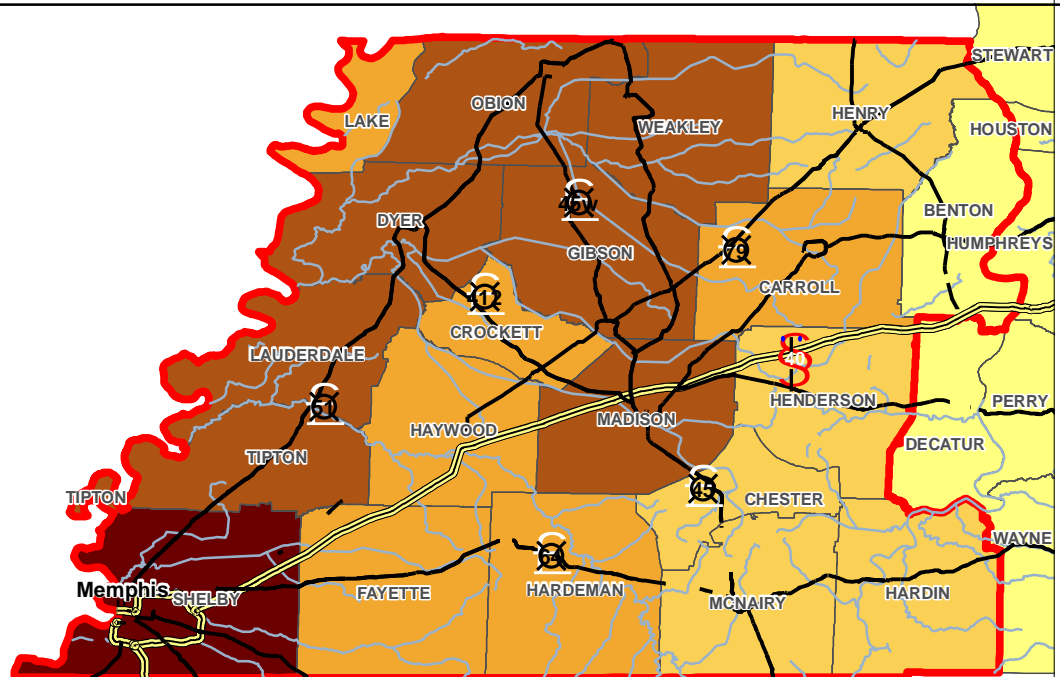 STEWART
OBION
HENRY
LAKE
WEAKLEY
HOUSTON
45W
BENTON
DYER
HUMPHREYS
79
GIBSON
CARROLL
412
CROCKETT
LAUDERDALE
40
HENDERSON
PERRY
51
MADISON
HAYWOOD
DECATUR
TIPTON
45
TIPTON
CHESTER
WAYNE
64
Memphis
SHELBY
FAYETTE
HARDEMAN
HARDIN
MCNAIRY